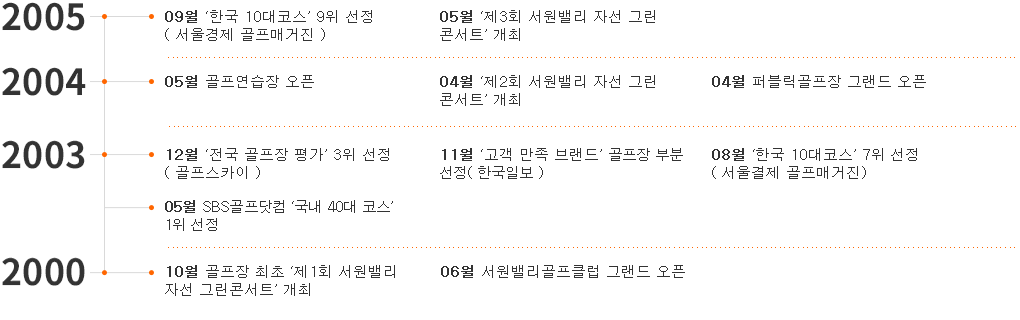 2005
09월 ‘한국 10대코스’ 9위 선정
( 서울경제 골프매거진 )
05월 ‘제3회 서원밸리 자선 그린
콘서트’ 개최
2004
05월 골프연습장 오픈
04월 ‘제2회 서원밸리 자선 그린
콘서트’ 개최
04월 퍼블릭골프장 그랜드 오픈
2003
12월 ‘전국 골프장 평가’ 3위 선정
( 골프스카이 )
11월 ‘고객 만족 브랜드’ 골프장 부분
선정( 한국일보 )
08월 ‘한국 10대코스’ 7위 선정
( 서울결제 골프매거진)
05월 SBS골프닷컴 ‘국내 40대 코스’
1위 선정
2000
10월 골프장 최초 ‘제1회 서원밸리
자선 그린콘서트’ 개최
06월 서원밸리골프클럽 그랜드 오픈